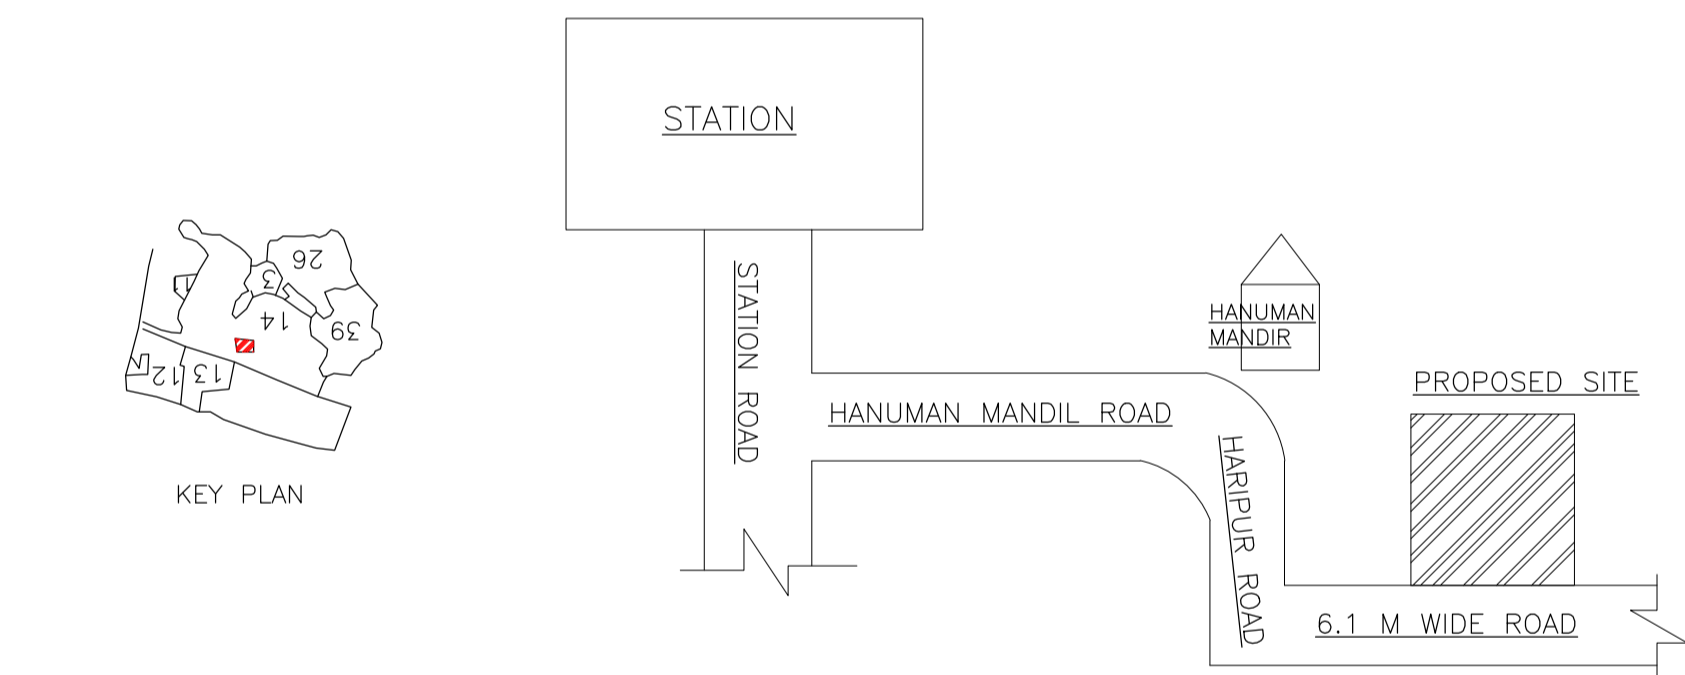 STATION
STATION ROAD
HANUMAN
MANDIR
HANUMAN MANDIL ROAD
HARIPUR ROAD
PROPOSED SITE
6.1 M WIDE ROAD
26
3
11
14
39
12
13
KEY PLAN